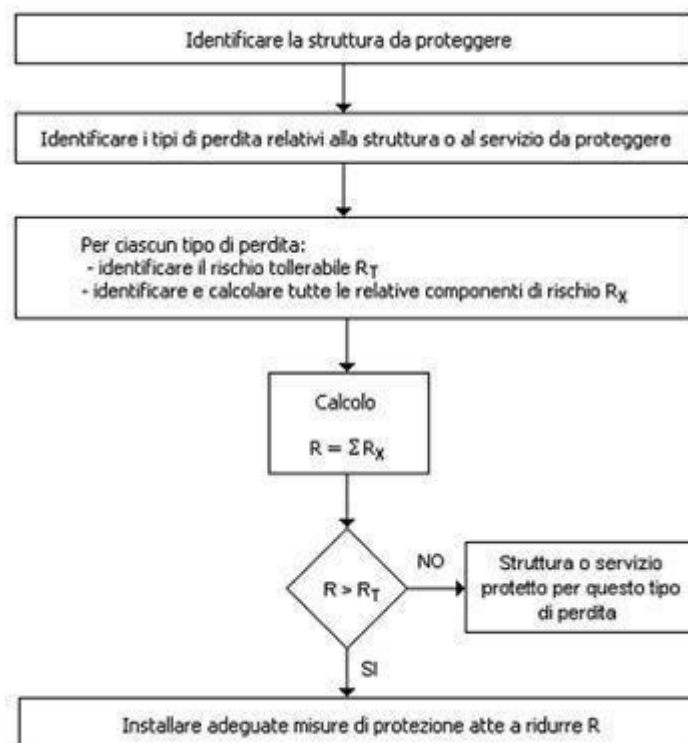 Identificare la struttura da proteggere
Identificare i tipi di perdita relativi alla struttura o al servizio da proteggere
Per ciascun tipo di perdita:
- identificare il rischio tollerabile RT
- identificare e calcolare tutte le relative componenti di rischio RX
Calcolo
R = ΣRX
R > RT
NO
Struttura o servizio
protetto per questo tipo
di perdita
SI
Installare adeguate misure di protezione atte a ridurre R